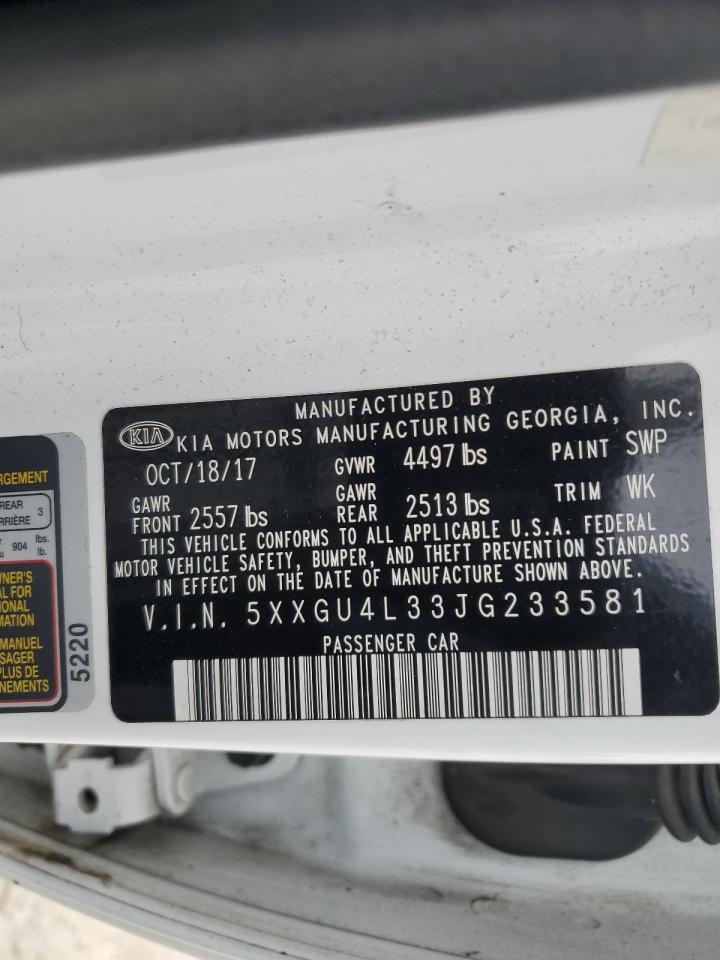 MANUFACTURED BY
KIA KIA MOTORS MANUFACTURING GEORGIA, INC.
OCT/18/17 GVWR 4497 lbs PAINT SWP
GAWR FRONT 2557 lbs GAWR REAR 2513 lbs TRIM WK
THIS VEHICLE CONFORMS TO ALL APPLICABLE U.S.A. FEDERAL
MOTOR VEHICLE SAFETY, BUMPER, AND THEFT PREVENTION STANDARDS
IN EFFECT ON THE DATE OF MANUFACTURE SHOWN ABOVE.
V.I.N. 5XXGU4L33JG233581
PASSENGER CAR
RGEMENT
REAR
RRIÈRE 3
904 lbs.
lb.
WNER'S
AL FOR
IONAL
MATION
MANUEL
SAGER
PLUS DE
NEMENTS
5220